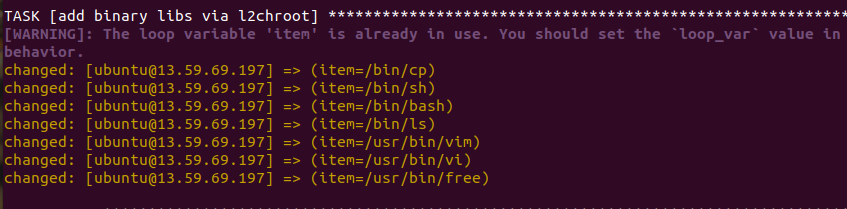 TASK [add binary libs via l2chroot] **********************************************************
[WARNING]: The loop variable 'item' is already in use. You should set the `loop_var` value in
behavior.
changed: [ubuntu@13.59.69.197] => (item=/bin/cp)
changed: [ubuntu@13.59.69.197] => (item=/bin/sh)
changed: [ubuntu@13.59.69.197] => (item=/bin/bash)
changed: [ubuntu@13.59.69.197] => (item=/bin/ls)
changed: [ubuntu@13.59.69.197] => (item=/usr/bin/vim)
changed: [ubuntu@13.59.69.197] => (item=/usr/bin/vi)
changed: [ubuntu@13.59.69.197] => (item=/usr/bin/free)